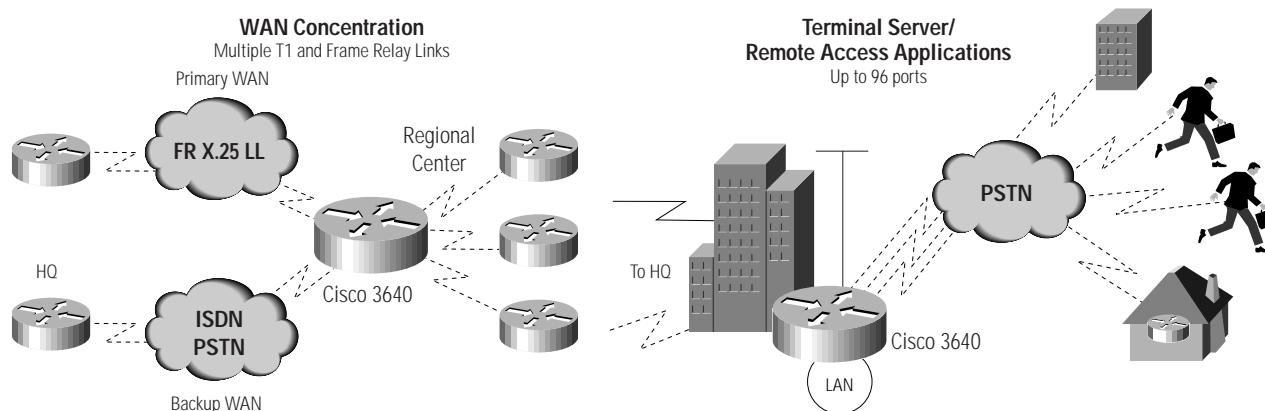 WAN Concentration
Multiple T1 and Frame Relay Links
Primary WAN
FR X.25 LL
Regional
Center
HQ
Cisco 3640
ISDN
PSTN
Backup WAN
Terminal Server/
Remote Access Applications
Up to 96 ports
PSTN
To HQ
Cisco 3640
LAN